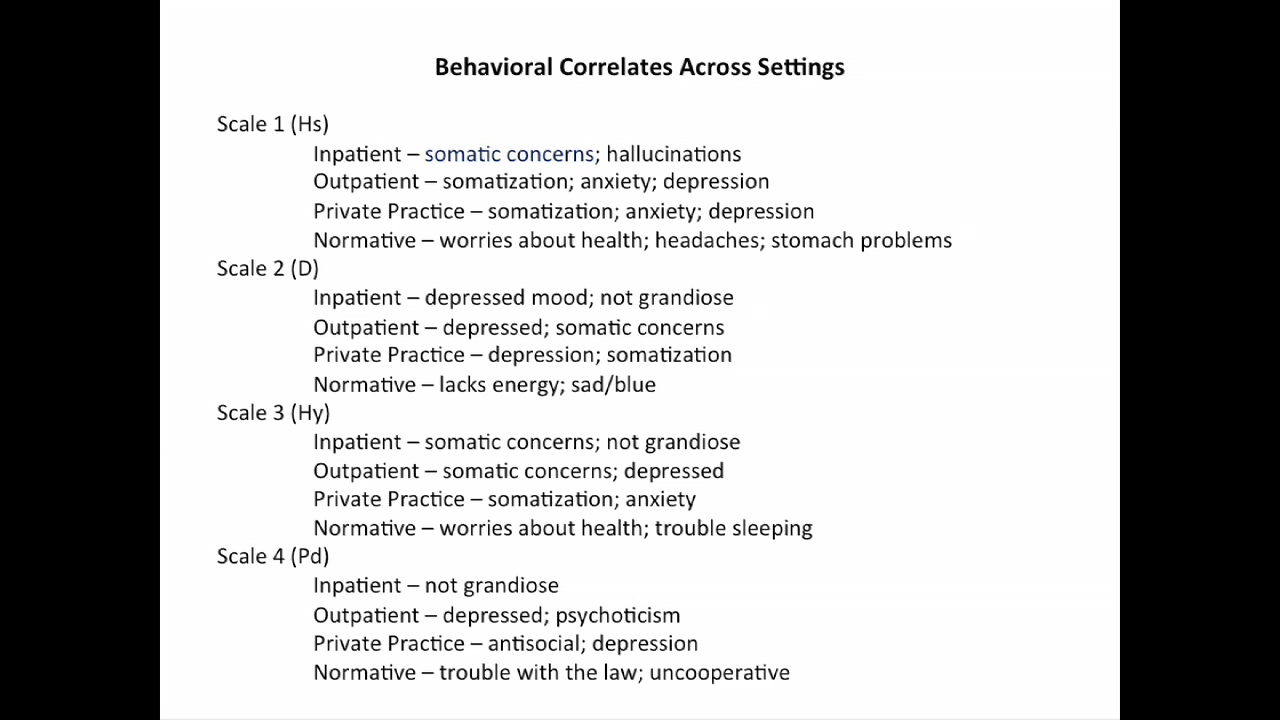 Behavioral Correlates Across Settings
Scale 1 (Hs)
Inpatient – somatic concerns; hallucinations
Outpatient – somatization; anxiety; depression
Private Practice – somatization; anxiety; depression
Normative – worries about health; headaches; stomach problems
Scale 2 (D)
Inpatient – depressed mood; not grandiose
Outpatient – depressed; somatic concerns
Private Practice – depression; somatization
Normative – lacks energy; sad/blue
Scale 3 (Hy)
Inpatient – somatic concerns; not grandiose
Outpatient – somatic concerns; depressed
Private Practice – somatization; anxiety
Normative – worries about health; trouble sleeping
Scale 4 (Pd)
Inpatient – not grandiose
Outpatient – depressed; psychoticism
Private Practice – antisocial; depression
Normative – trouble with the law; uncooperative